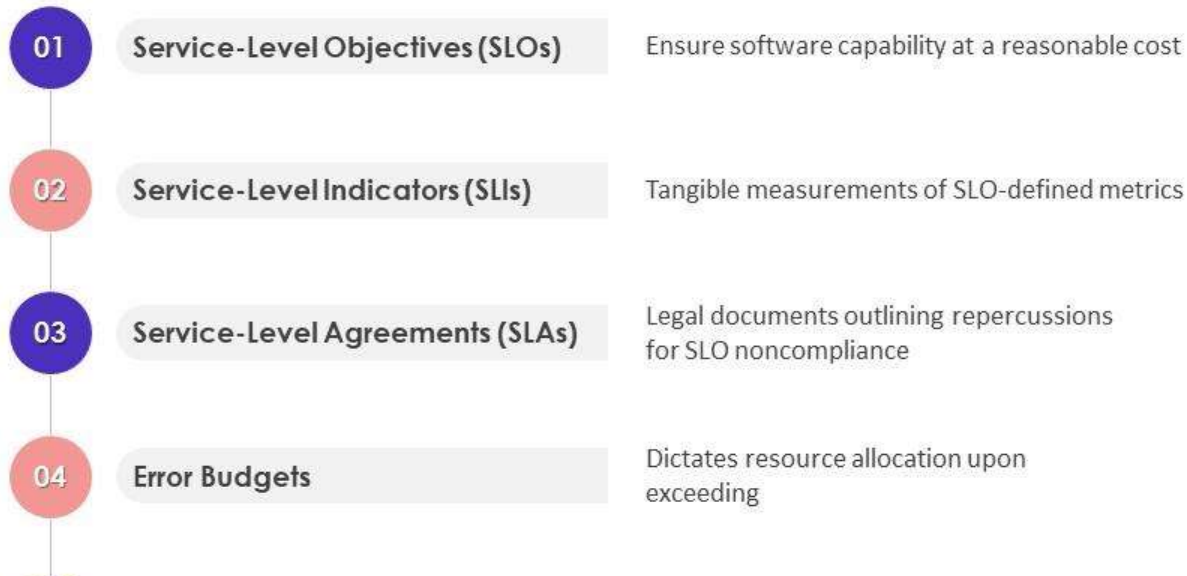 01
Service-Level Objectives (SLOs)
Ensure software capability at a reasonable cost
02
Service-Level Indicators (SLIs)
Tangible measurements of SLO-defined metrics
03
Service-Level Agreements (SLAs)
Legal documents outlining repercussions
for SLO noncompliance
04
Error Budgets
Dictates resource allocation upon
exceeding